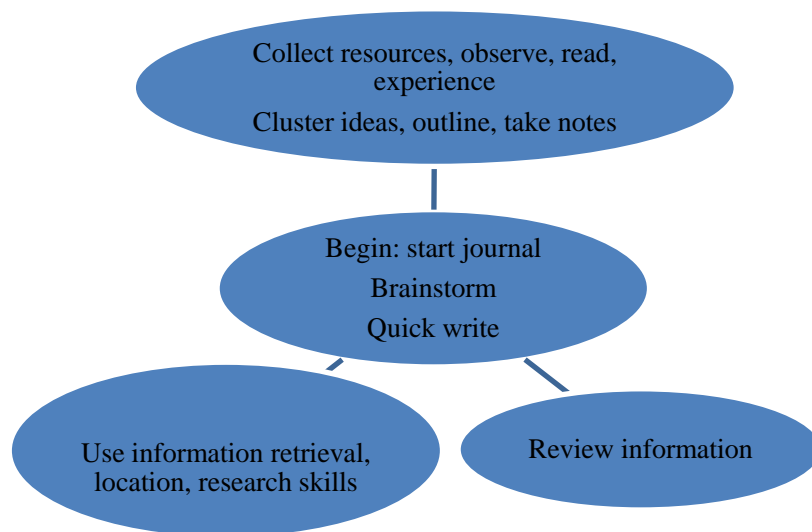 Collect resources, observe, read,
experience
Cluster ideas, outline, take notes
Begin: start journal
Brainstorm
Quick write
Use information retrieval,
location, research skills
Review information